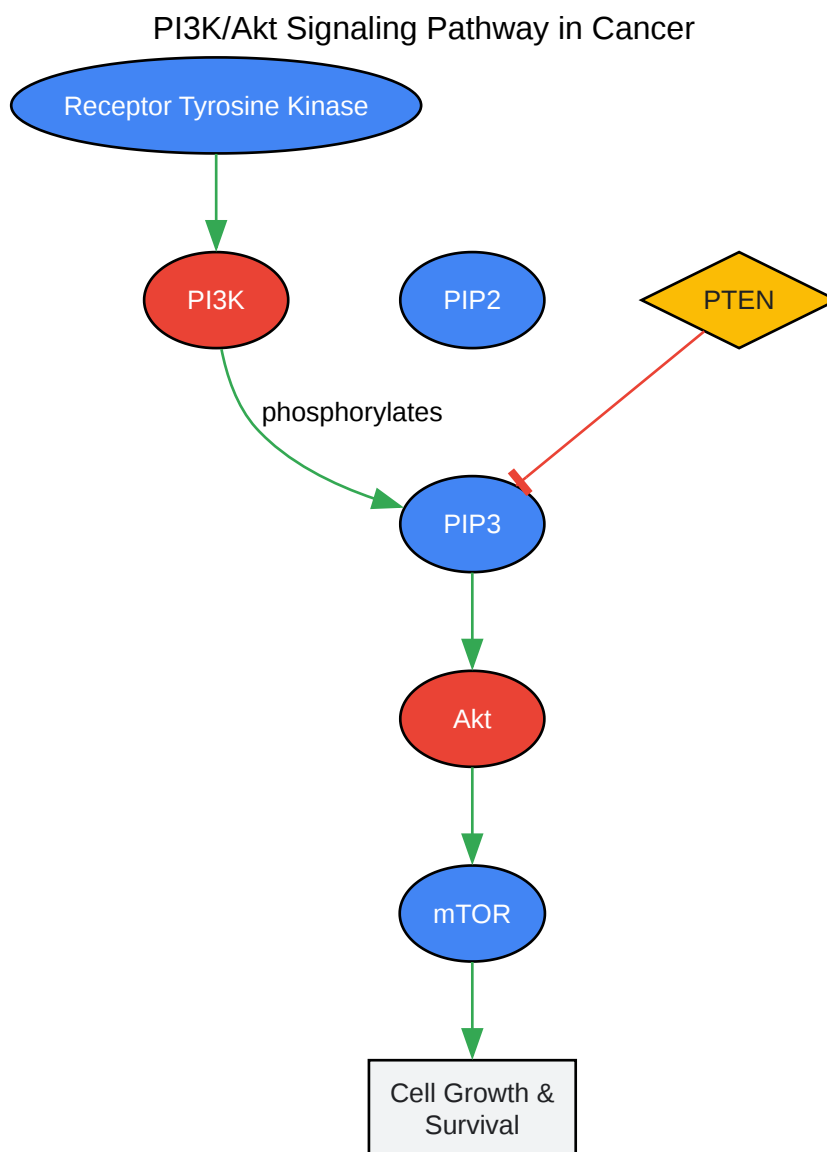 PI3K/Akt Signaling Pathway in Cancer
Receptor Tyrosine Kinase
PI3K
PIP2
PTEN
phosphorylates
PIP3
Akt
mTOR
Cell Growth &
Survival